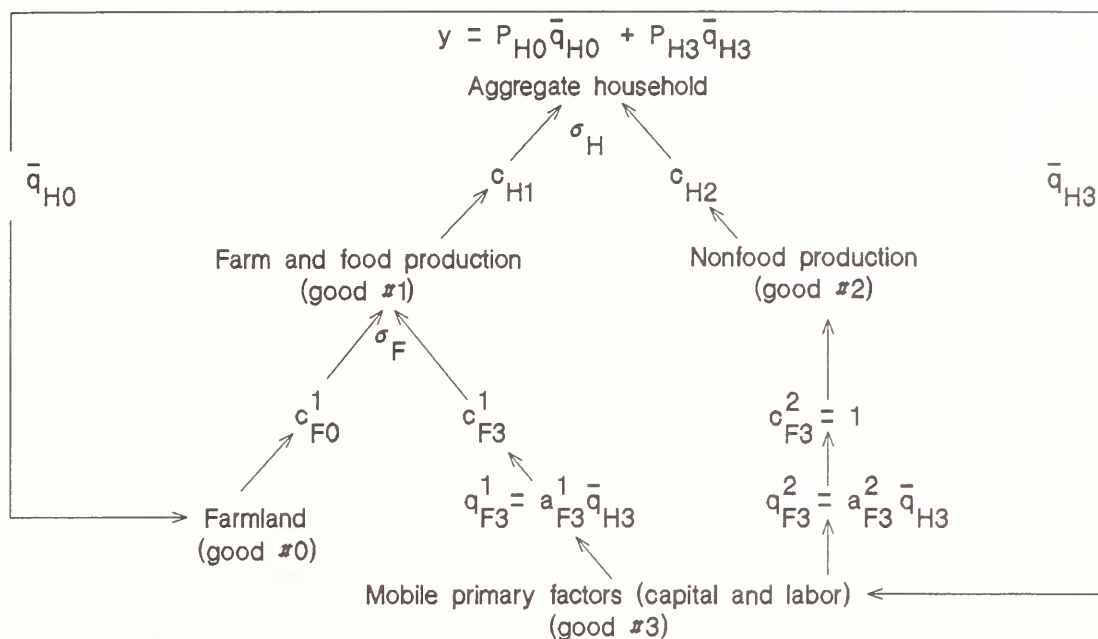 y = P_H0 q̄_H0 + P_H3 q̄_H3
Aggregate household
σ_H
q̄_H0
c_H1
c_H2
q̄_H3
Farm and food production
(good #1)
Nonfood production
(good #2)
σ_F
c^1_F0
c^1_F3
c^2_F3 = 1
q^1_F3 = a^1_F3 q̄_H3
q^2_F3 = a^2_F3 q̄_H3
Farmland
(good #0)
Mobile primary factors (capital and labor)
(good #3)